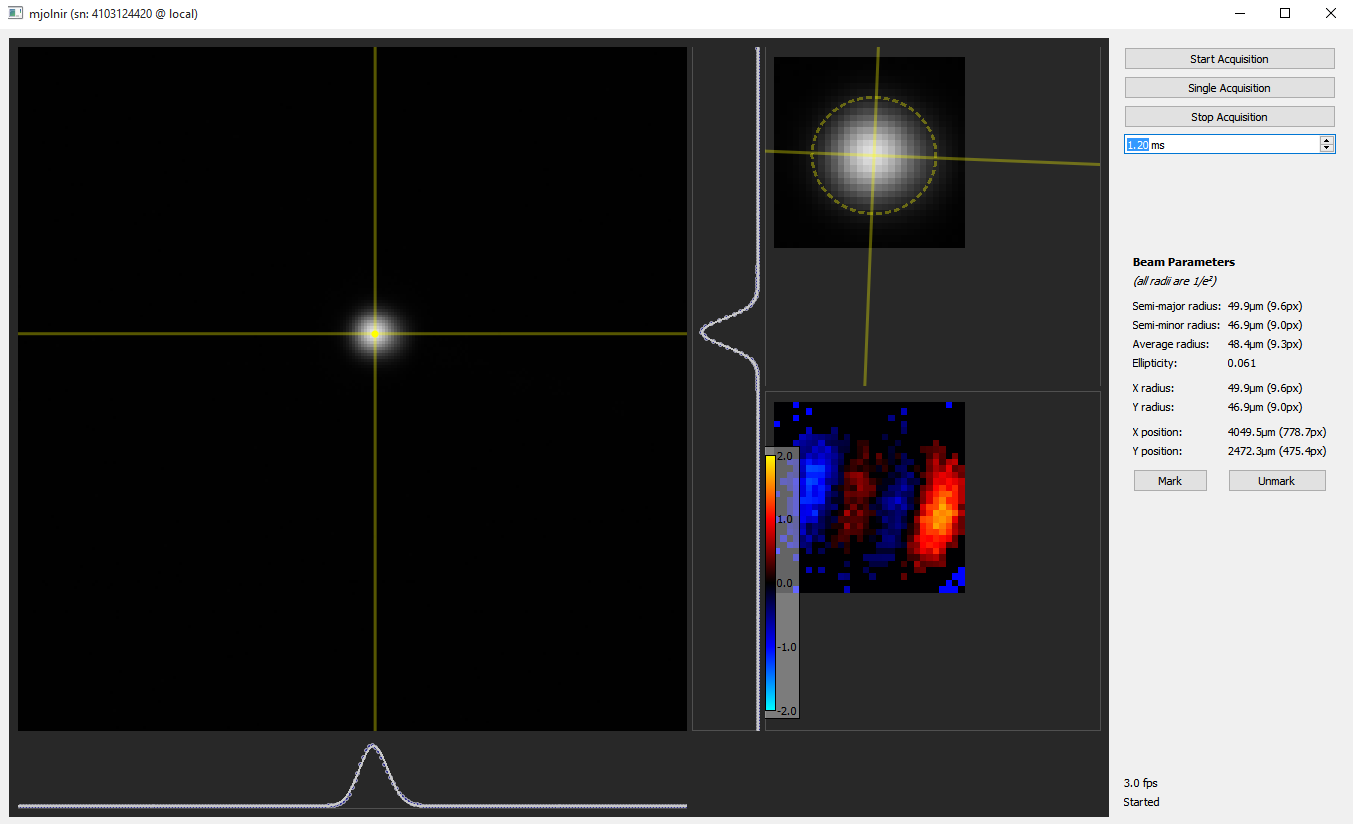 mjolnir (sn: 4103124420 @ local)
Start Acquisition
Single Acquisition
Stop Acquisition
1.20 ms
Beam Parameters
(all radii are 1/e²)
Semi-major radius: 49.9µm (9.6px)
Semi-minor radius: 46.9µm (9.0px)
Average radius: 48.4µm (9.3px)
Ellipticity: 0.061
X radius: 49.9µm (9.6px)
Y radius: 46.9µm (9.0px)
X position: 4049.5µm (778.7px)
Y position: 2472.3µm (475.4px)
Mark Unmark
2.0
1.0
0.0
-1.0
-2.0
3.0 fps
Started